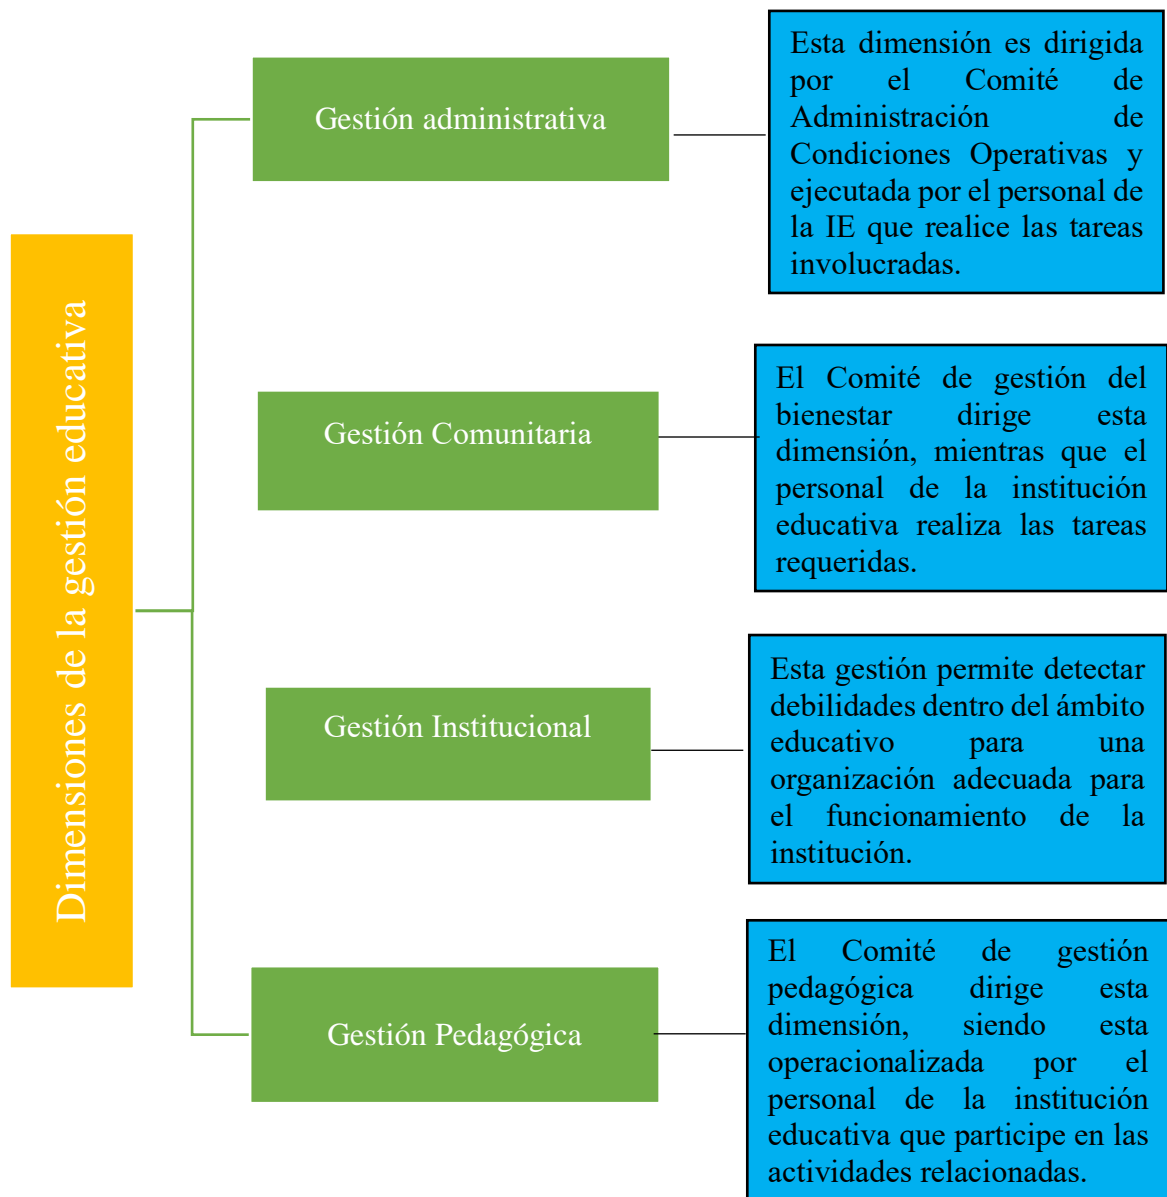 Dimensiones de la gestión educativa
Gestión administrativa
Esta dimensión es dirigida
por el Comité de
Administración de
Condiciones Operativas y
ejecutada por el personal de
la IE que realice las tareas
involucradas.
Gestión Comunitaria
El Comité de gestión del
bienestar dirige esta
dimensión, mientras que el
personal de la institución
educativa realiza las tareas
requeridas.
Gestión Institucional
Esta gestión permite detectar
debilidades dentro del ámbito
educativo para una
organización adecuada para
el funcionamiento de la
institución.
Gestión Pedagógica
El Comité de gestión
pedagógica dirige esta
dimensión, siendo esta
operacionalizada por el
personal de la institución
educativa que participe en las
actividades relacionadas.